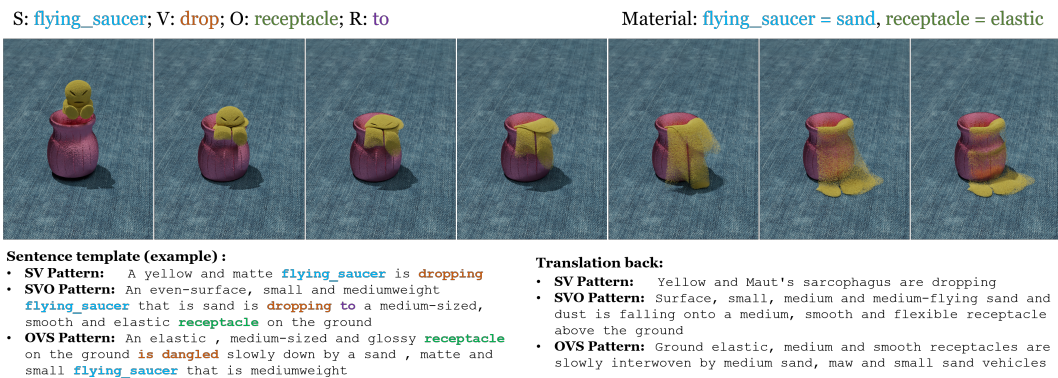 S: flying_saucer; V: drop; O: receptacle; R: to
Material: flying_saucer = sand, receptacle = elastic
Sentence template (example) :
• SV Pattern: A yellow and matte flying_saucer is dropping
• SVO Pattern: An even-surface, small and mediumweight
flying_saucer that is sand is dropping to a medium-sized,
smooth and elastic receptacle on the ground
• OVS Pattern: An elastic , medium-sized and glossy receptacle
on the ground is dangled slowly down by a sand , matte and
small flying_saucer that is mediumweight
Translation back:
• SV Pattern: Yellow and Maut's sarcophagus are dropping
• SVO Pattern: Surface, small, medium and medium-flying sand and
dust is falling onto a medium, smooth and flexible receptacle
above the ground
• OVS Pattern: Ground elastic, medium and smooth receptacles are
slowly interwoven by medium sand, maw and small sand vehicles